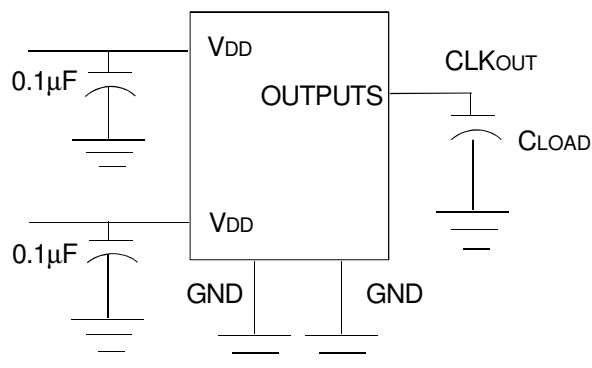 VDD
CLKOUT
0.1µF
OUTPUTS
CLOAD
VDD
0.1µF
GND
GND